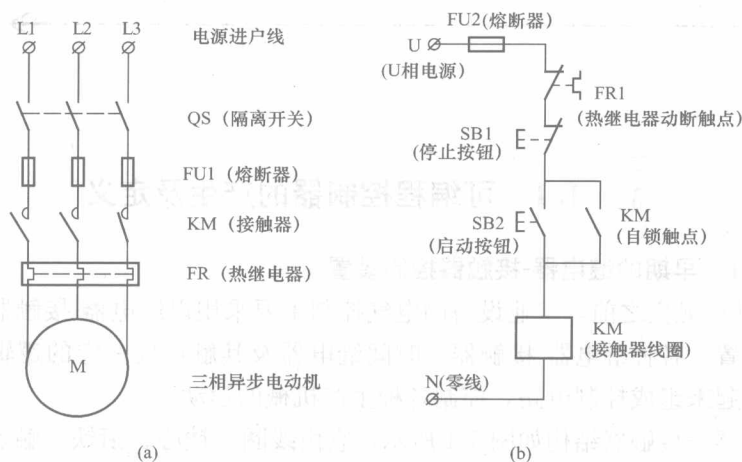 L1 L2 L3
电源进户线
QS (隔离开关)
FU1 (熔断器)
KM (接触器)
FR (热继电器)
M
三相异步电动机
(a)
FU2(熔断器)
U
(U相电源)
FR1
(热继电器动断触点)
SB1
(停止按钮)
SB2
(启动按钮)
KM
(自锁触点)
KM
(接触器线圈)
N(零线)
(b)